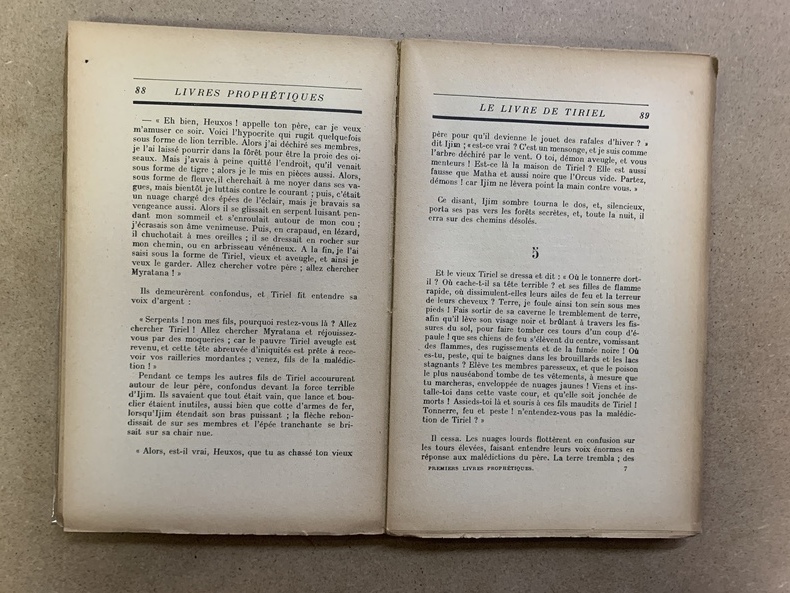 88 LIVRES PROPHÉTIQUES
— « Eh bien, Heuxos ! appelle ton père, car je veux
m'amuser ce soir. Voici l'hypocrite qui rugit quelquefois
sous forme de lion terrible. Alors j'ai déchiré ses membres,
je l'ai laissé pourrir dans la fôrêt pour être la proie des oi-
seaux. Mais j'avais à peine quitté l'endroit, qu'il venait
sous forme de tigre ; alors je le mis en pièces aussi. Alors,
sous forme de fleuve, il cherchait à me noyer dans ses va-
gues, mais bientôt je luttais contre le courant ; puis, c'était
un nuage chargé des épées de l'éclair, mais je bravais sa
vengeance aussi. Alors il se glissait en serpent luisant pen-
dant mon sommeil et s'enroulait autour de mon cou ;
j'écrasais son âme venimeuse. Puis, en crapaud, en lézard,
il chuchotait à mes oreilles ; il se dressait en rocher sur
mon chemin, ou en arbrisseau vénéneux. A la fin, je l'ai
saisi sous la forme de Tiriel, vieux et aveugle, et ainsi je
veux le garder. Allez chercher votre père ; allez chercher
Myratana ! »
Ils demeurèrent confondus, et Tiriel fit entendre sa
voix d'argent :
« Serpents ! non mes fils, pourquoi restez-vous là ? Allez
chercher Tiriel ! Allez chercher Myratana et réjouissez-
vous par des moqueries ; car le pauvre Tiriel aveugle est
revenu, et cette tête abreuvée d'iniquités est prête à rece-
voir vos railleries mordantes ; venez, fils de la malédic-
tion ! »
Pendant ce temps les autres fils de Tiriel accoururent
autour de leur père, confondus devant la force terrible
d'Ijim. Ils savaient que tout était vain, que lance et bou-
clier étaient inutiles, aussi bien que cotte d'armes de fer,
lorsqu'Ijim étendait son bras puissant ; la flèche rebon-
dissait de sur ses membres et l'épée tranchante se bri-
sait sur sa chair nue.
« Alors, est-il vrai, Heuxos, que tu as chassé ton vieux
LE LIVRE DE TIRIEL 89
père pour qu'il devienne le jouet des rafales d'hiver ? »
dit Ijim ; « est-ce vrai ? C'est un mensonge, et je suis comme
l'arbre déchiré par le vent. O toi, démon aveugle, et vous
menteurs ! Est-ce là la maison de Tiriel ? Elle est aussi
fausse que Matha et aussi noire que l'Orcus vide. Partez,
démons ! car Ijim ne lèvera point la main contre vous. »
Ce disant, Ijim sombre tourna le dos, et, silencieux,
porta ses pas vers les forêts secrètes, et, toute la nuit, il
erra sur des chemins désolés.
5
Et le vieux Tiriel se dressa et dit : « Où le tonnerre dort-
il ? Où cache-t-il sa tête terrible ? et ses filles de flamme
rapide, où dissimulent-elles leurs ailes de feu et la terreur
de leurs cheveux ? Terre, je foule ainsi ton sein sous mes
pieds ! Fais sortir de sa caverne le tremblement de terre,
afin qu'il lève son visage noir et brûlant à travers les fis-
sures du sol, pour faire tomber ces tours d'un coup d'é-
paule ! que ses chiens de feu s'élèvent du centre, vomissant
des flammes, des rugissements et de la fumée noire ! Où
es-tu, peste, qui te baignes dans les brouillards et les lacs
stagnants ? Elève tes membres paresseux, et que le poison
le plus nauséabond tombe de tes vêtements, à mesure que
tu marcheras, enveloppée de nuages jaunes ! Viens et ins-
talle-toi dans cette vaste cour, et qu'elle soit jonchée de
morts ! Assieds-toi là et souris à ces fils maudits de Tiriel !
Tonnerre, feu et peste ! n'entendez-vous pas la malédic-
tion de Tiriel ? »
Il cessa. Les nuages lourds flottèrent en confusion sur
les tours élevées, faisant entendre leurs voix énormes en
réponse aux malédictions du père. La terre trembla ; des
PREMIERS LIVRES PROPHÉTIQUES. 7